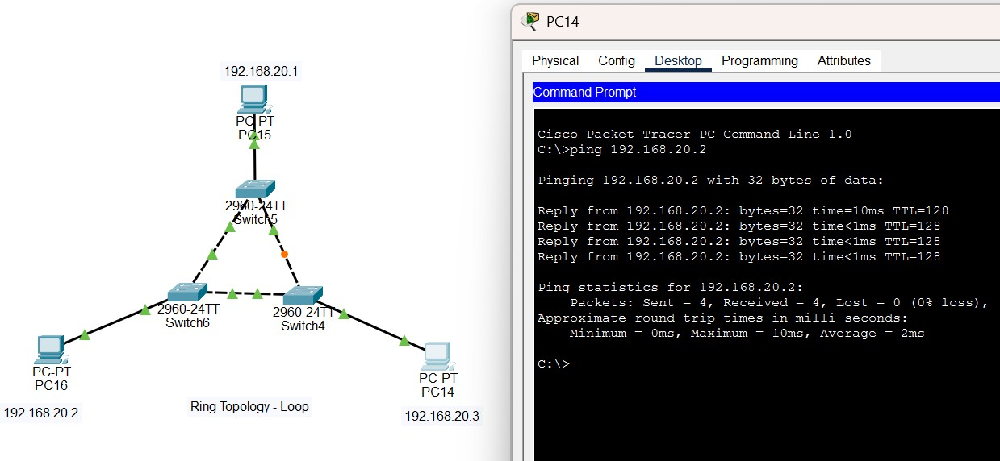 192.168.20.1
PC-PT
PC15
2960-24TT
Switch5
2960-24TT
Switch6
2960-24TT
Switch4
PC-PT
PC16
192.168.20.2
PC-PT
PC14
192.168.20.3
Ring Topology - Loop
PC14
Physical Config Desktop Programming Attributes
Command Prompt
Cisco Packet Tracer PC Command Line 1.0
C:\>ping 192.168.20.2
Pinging 192.168.20.2 with 32 bytes of data:
Reply from 192.168.20.2: bytes=32 time=10ms TTL=128
Reply from 192.168.20.2: bytes=32 time<1ms TTL=128
Reply from 192.168.20.2: bytes=32 time<1ms TTL=128
Reply from 192.168.20.2: bytes=32 time<1ms TTL=128
Ping statistics for 192.168.20.2:
Packets: Sent = 4, Received = 4, Lost = 0 (0% loss),
Approximate round trip times in milli-seconds:
Minimum = 0ms, Maximum = 10ms, Average = 2ms
C:\>